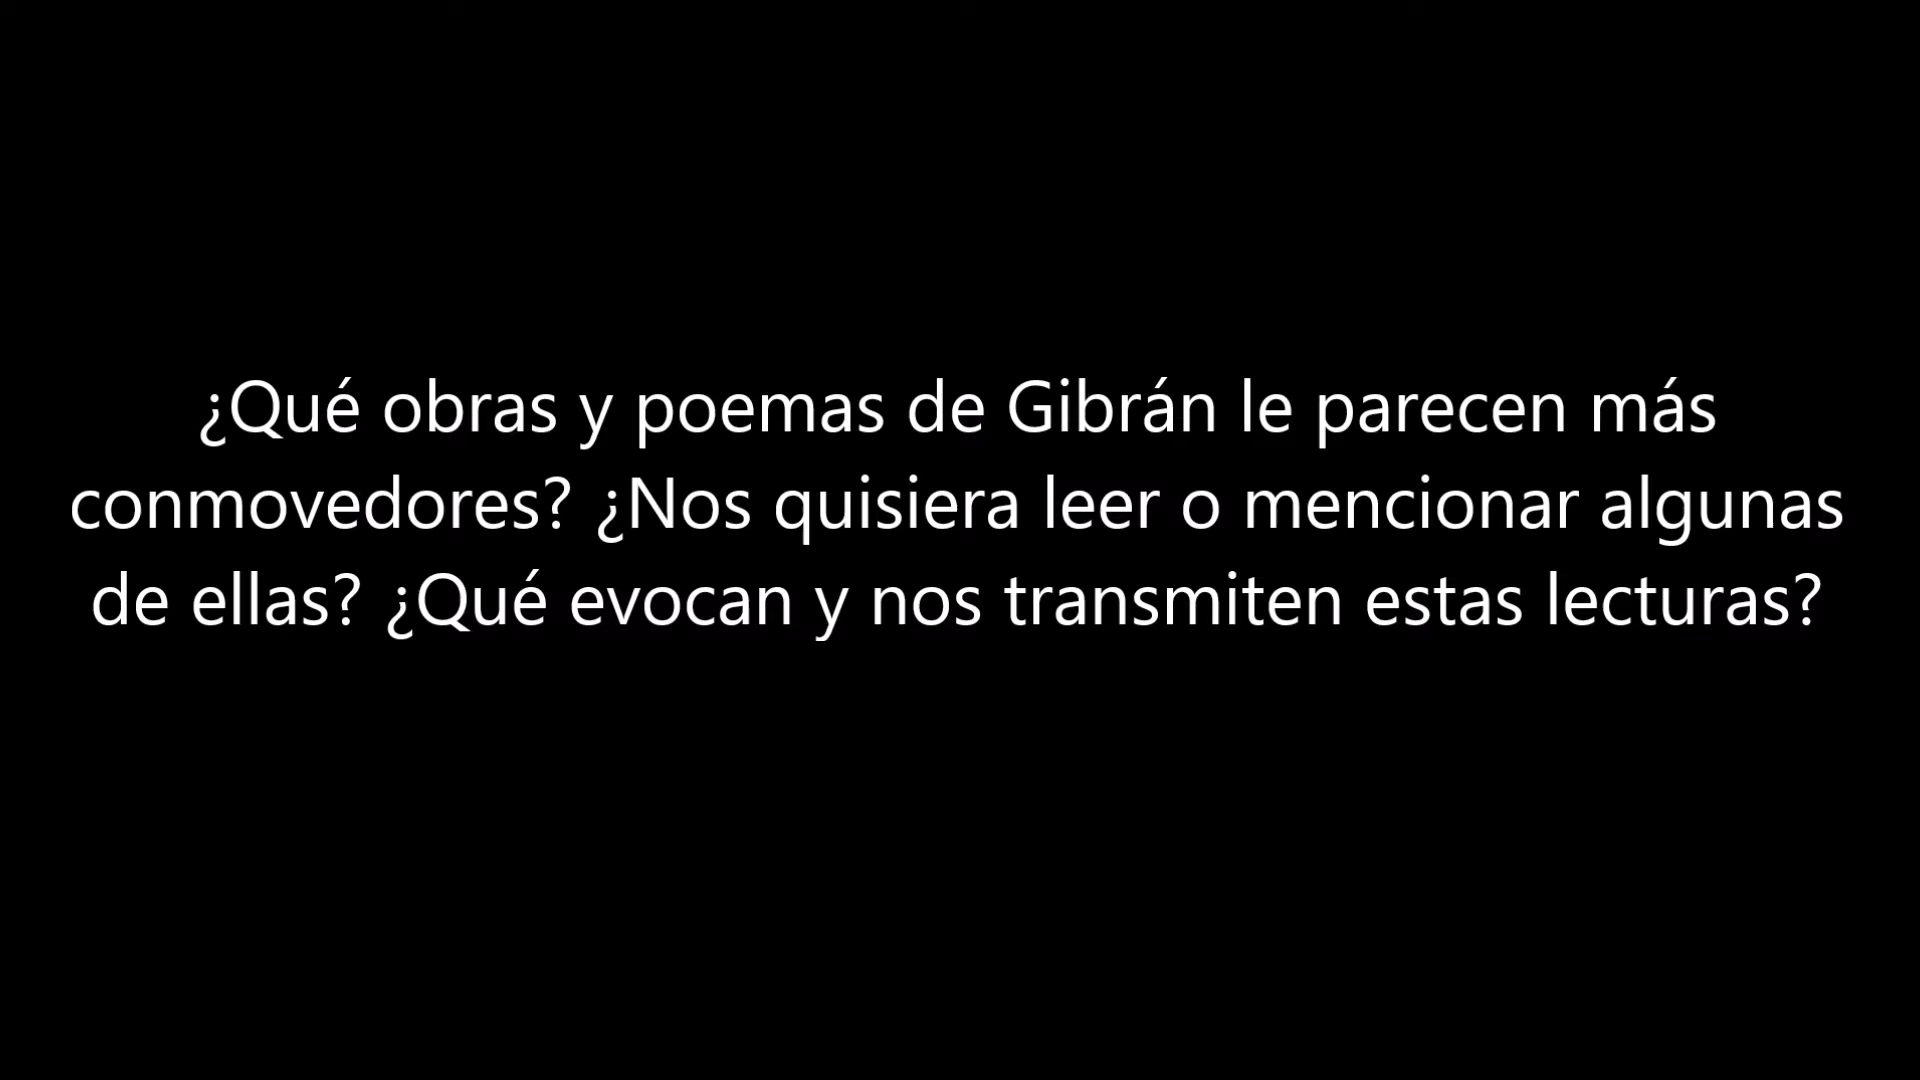 ¿Qué obras y poemas de Gibrán le parecen más
conmovedores? ¿Nos quisiera leer o mencionar algunas
de ellas? ¿Qué evocan y nos transmiten estas lecturas?